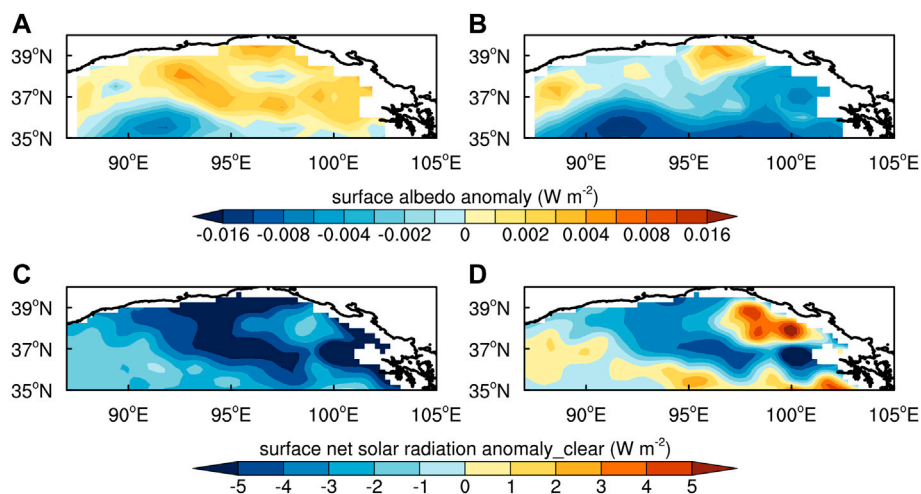 A B
39°N 39°N
37°N 37°N
35°N 35°N
90°E 95°E 100°E 105°E 90°E 95°E 100°E 105°E
surface albedo anomaly (W m-2)
-0.016 -0.008 -0.004 -0.002 0 0.002 0.004 0.008 0.016
C D
39°N 39°N
37°N 37°N
35°N 35°N
90°E 95°E 100°E 105°E 90°E 95°E 100°E 105°E
surface net solar radiation anomaly_clear (W m-2)
-5 -4 -3 -2 -1 0 1 2 3 4 5